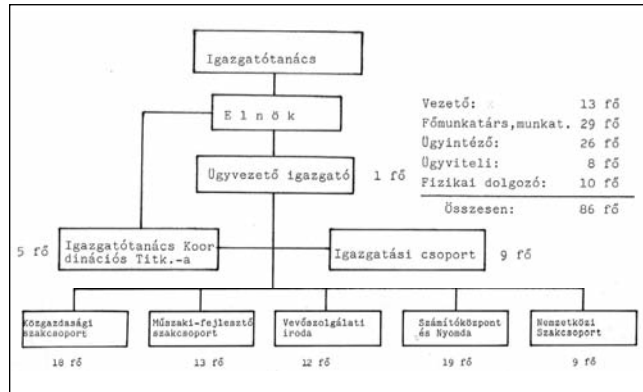 Igazgatótanács
E l n ö k
Vezető: 13 fő
Főmunkatárs,munkat. 29 fő
Ügyintéző: 26 fő
Ügyviteli: 8 fő
Fizikai dolgozó: 10 fő
Összesen: 86 fő
Ügyvezető igazgató
1 fő
5 fő
Igazgatótanács Koor-
dinációs Titk.-a
Igazgatási csoport
9 fő
Közgazdasági
szakcsoport
18 fő
Műszaki-fejlesztő
szakcsoport
13 fő
Vevőszolgálati
iroda
12 fő
Számítóközpont
és Nyomda
19 fő
Nemzetközi
Szakcsoport
9 fő